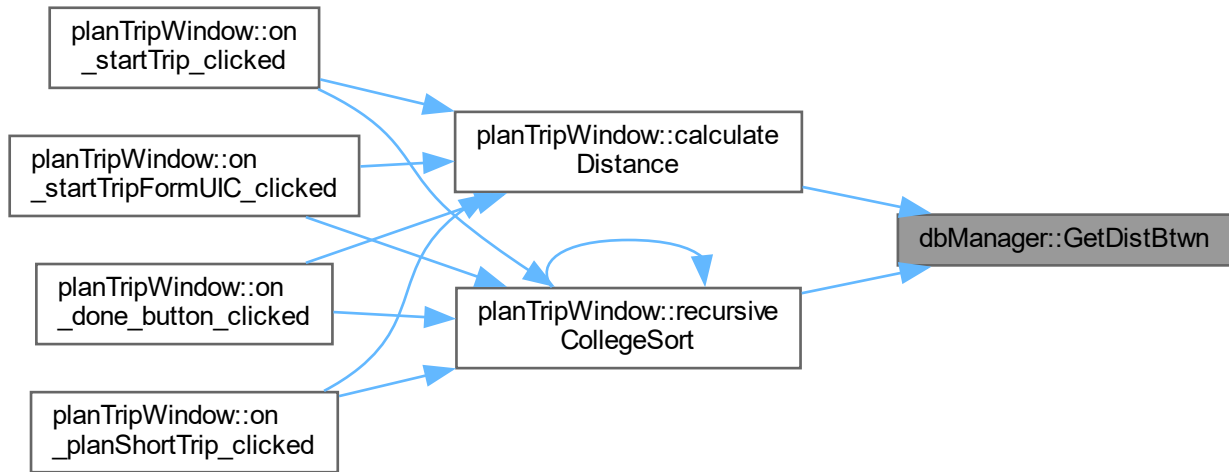 planTripWindow::on
_startTrip_clicked
planTripWindow::on
_startTripFormUIC_clicked
planTripWindow::on
_done_button_clicked
planTripWindow::on
_planShortTrip_clicked
planTripWindow::calculate
Distance
planTripWindow::recursive
CollegeSort
dbManager::GetDistBtwn